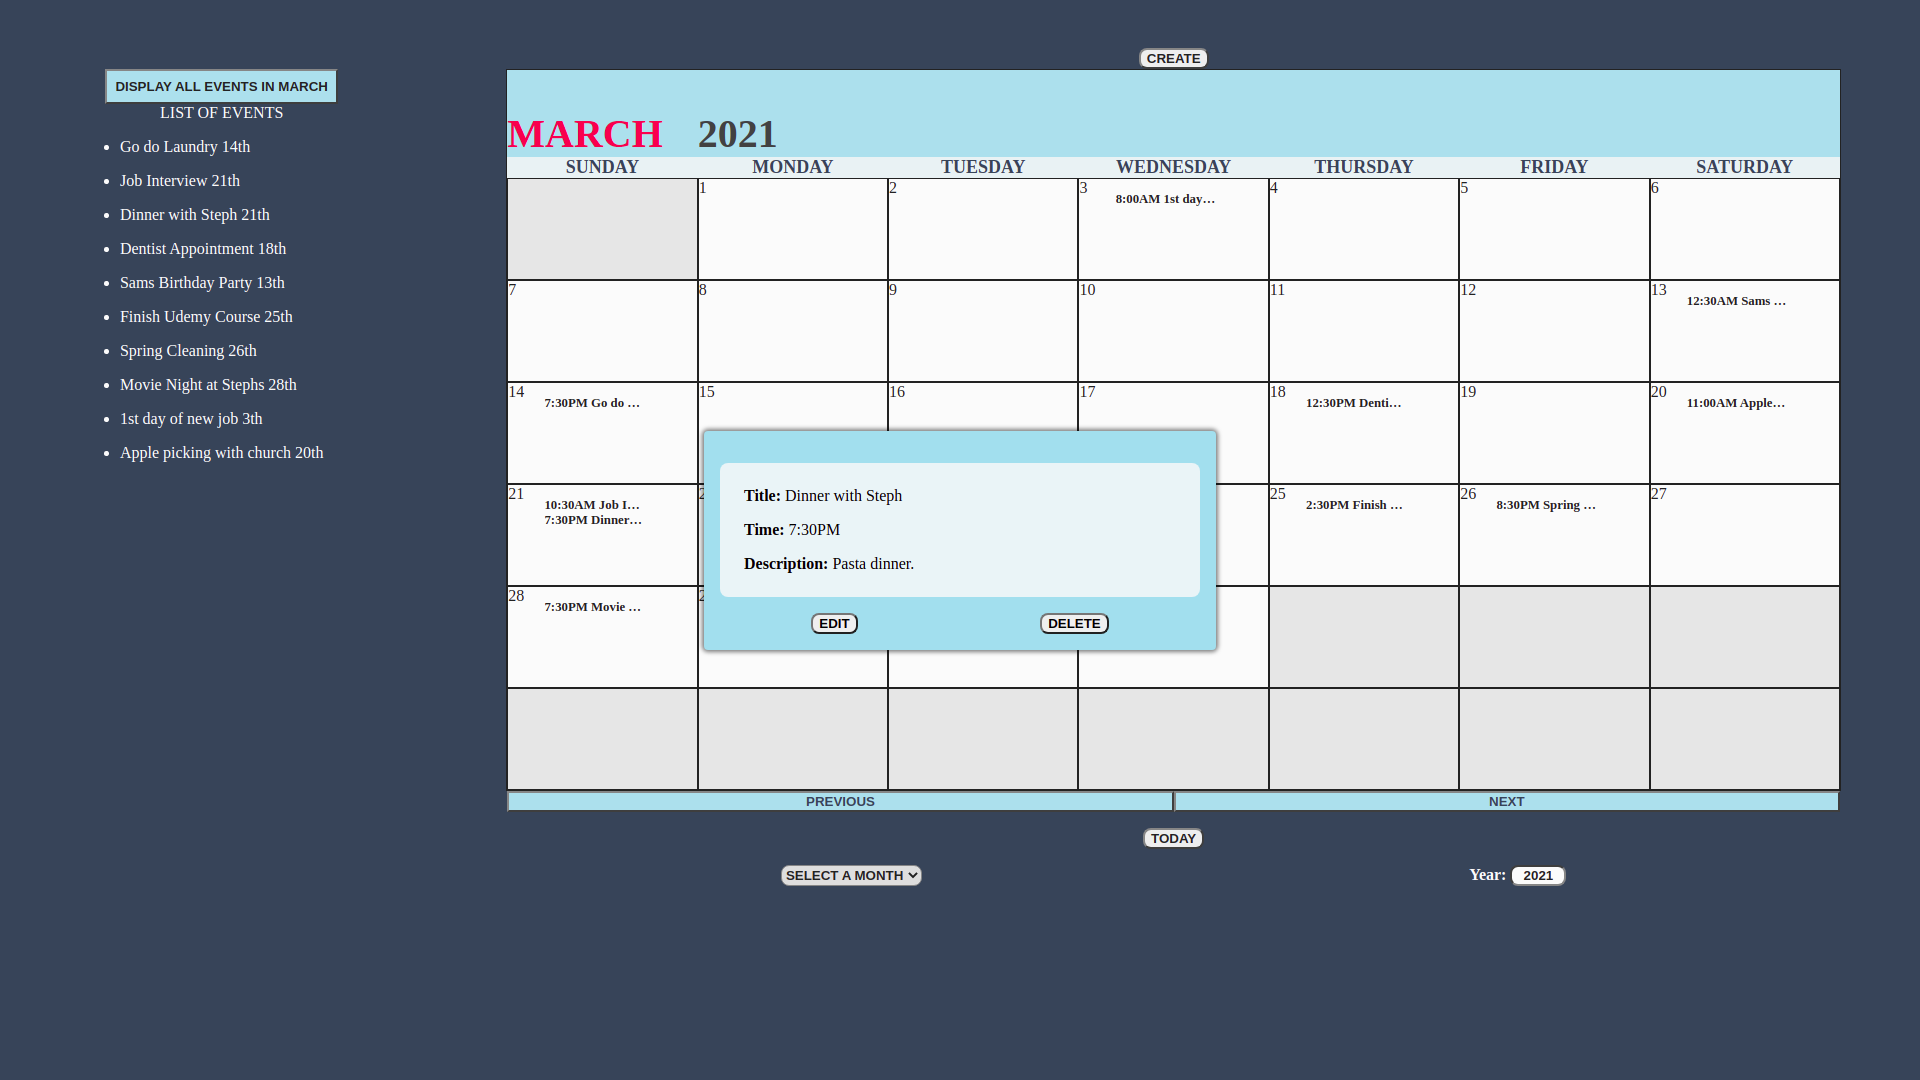 CREATE
DISPLAY ALL EVENTS IN MARCH
LIST OF EVENTS
Go do Laundry 14th
Job Interview 21th
Dinner with Steph 21th
Dentist Appointment 18th
Sams Birthday Party 13th
Finish Udemy Course 25th
Spring Cleaning 26th
Movie Night at Stephs 28th
1st day of new job 3th
Apple picking with church 20th
MARCH 2021
SUNDAY MONDAY TUESDAY WEDNESDAY THURSDAY FRIDAY SATURDAY
1 2 3 8:00AM 1st day… 4 5 6
7 8 9 10 11 12 13 12:30AM Sams …
14 7:30PM Go do … 15 16 17 18 12:30PM Denti… 19 20 11:00AM Apple…
21 10:30AM Job I… 25 2:30PM Finish … 26 8:30PM Spring … 27
7:30PM Dinner…
28 7:30PM Movie …
Title: Dinner with Steph
Time: 7:30PM
Description: Pasta dinner.
EDIT DELETE
PREVIOUS NEXT
TODAY
SELECT A MONTH Year: 2021